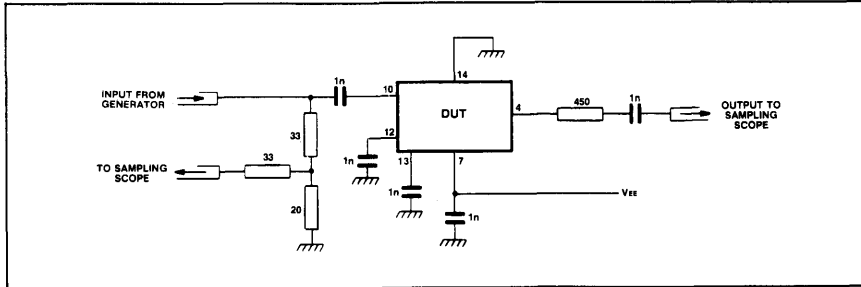 14
INPUT FROM
GENERATOR
1n
10
DUT
4
450
1n
OUTPUT TO
SAMPLING
SCOPE
33
12
1n
13
7
TO SAMPLING
SCOPE
33
1n
20
VEE
1n